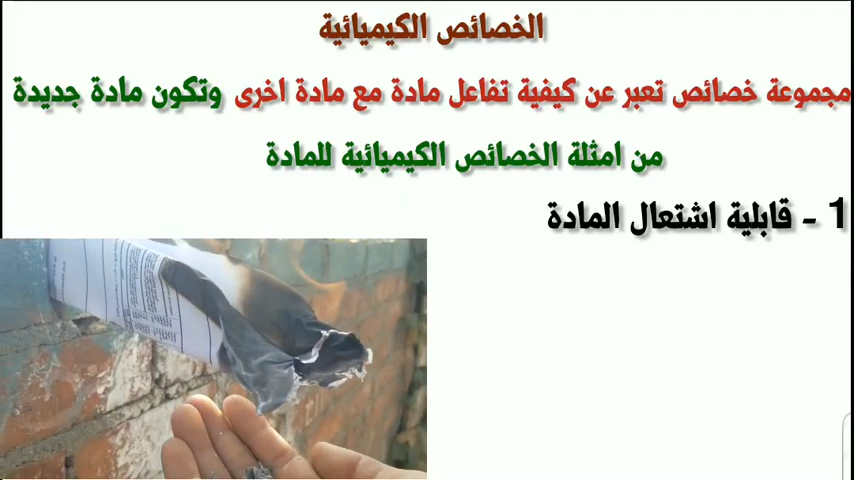 الخصائص الكيميائية
مجموعة خصائص تعبر عن كيفية تفاعل مادة مع مادة اخرى وتكون مادة جديدة
من امثلة الخصائص الكيميائية للمادة
1 - قابلية اشتعال المادة